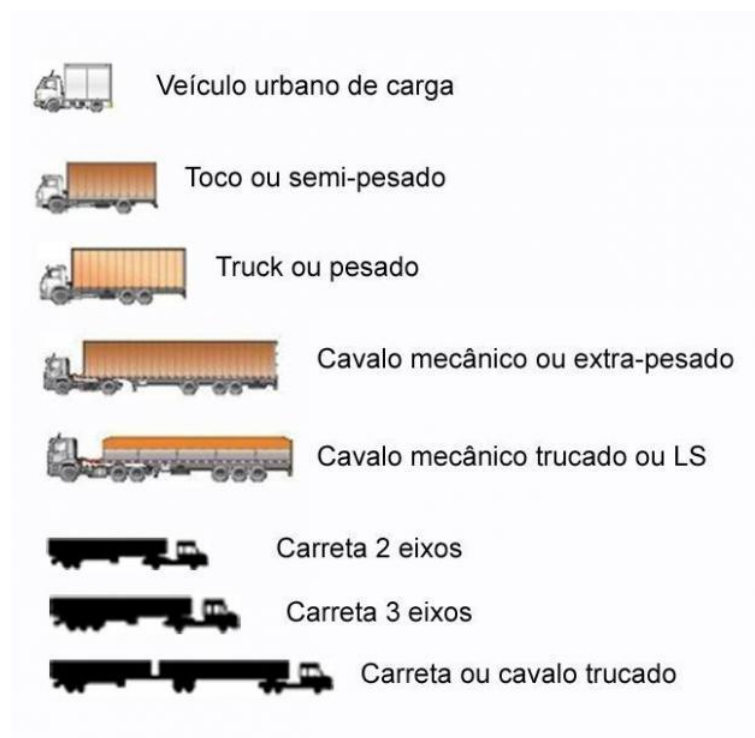 Veículo urbano de carga
Toco ou semi-pesado
Truck ou pesado
Cavalo mecânico ou extra-pesado
Cavalo mecânico trucado ou LS
Carreta 2 eixos
Carreta 3 eixos
Carreta ou cavalo trucado